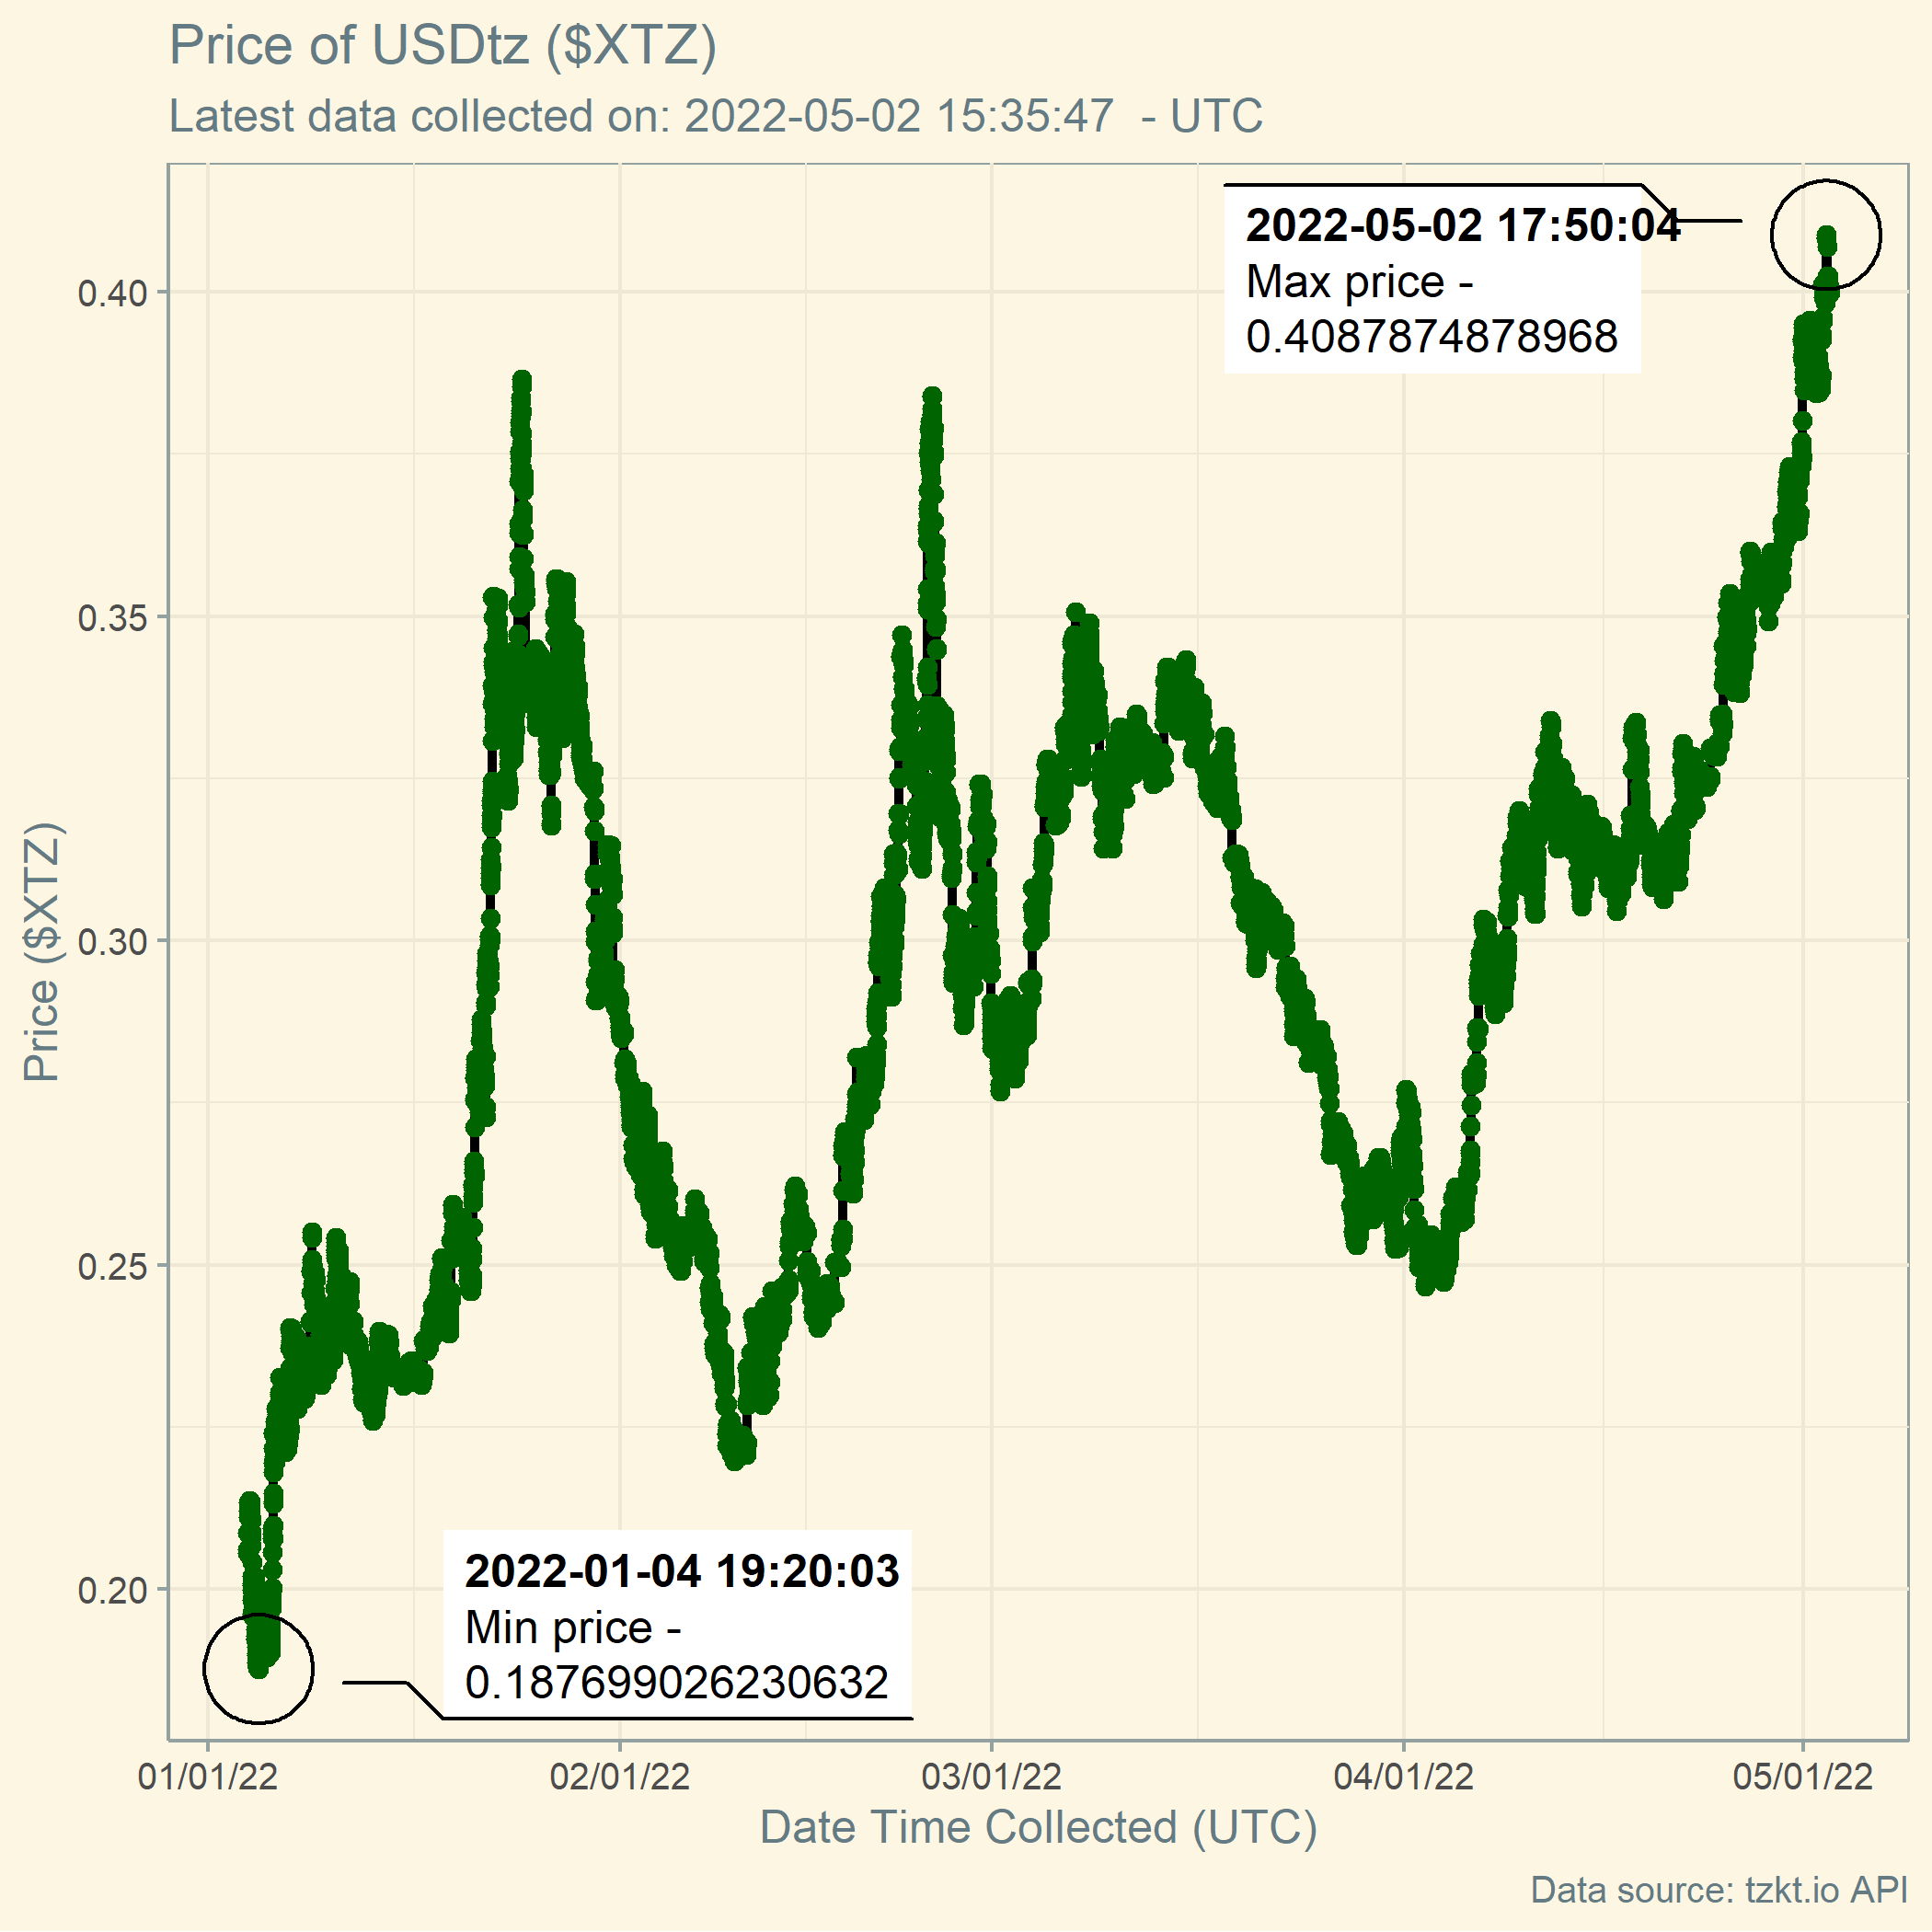 Price of USDtz ($XTZ)
Latest data collected on: 2022-05-02 15:35:47  - UTC
2022-05-02 17:50:04
Max price -
0.4087874878968
0.40
0.35
0.30
0.25
0.20
Price ($XTZ)
2022-01-04 19:20:03
Min price -
0.187699026230632
01/01/22
02/01/22
03/01/22
04/01/22
05/01/22
Date Time Collected (UTC)
Data source: tzkt.io API